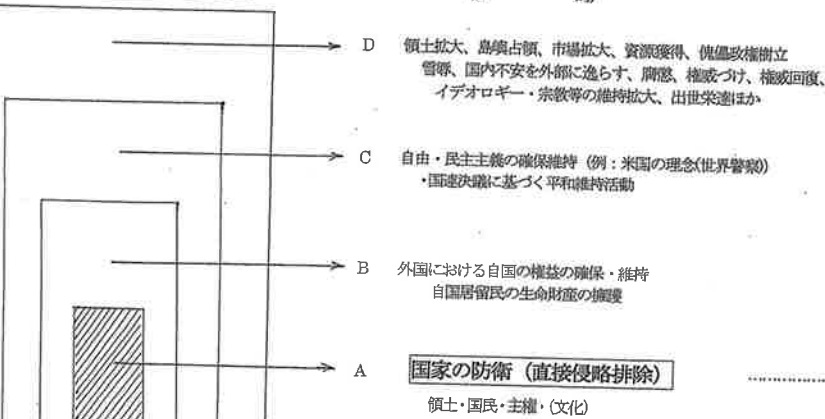 D 領土拡大、島嶼占領、市場拡大、資源獲得、傀儡政権樹立
雪辱、国内不安を外部に逸らす、膺懲、権威づけ、権威回復、
イデオロギー・宗教等の維持拡大、出世栄達ほか
C 自由・民主主義の確保維持（例：米国の理念(世界警察)）
・国連決議に基づく平和維持活動
B 外国における自国の権益の確保・維持
自国居留民の生命財産の擁護
A 国家の防衛（直接侵略排除）
領土・国民・主権・（文化）